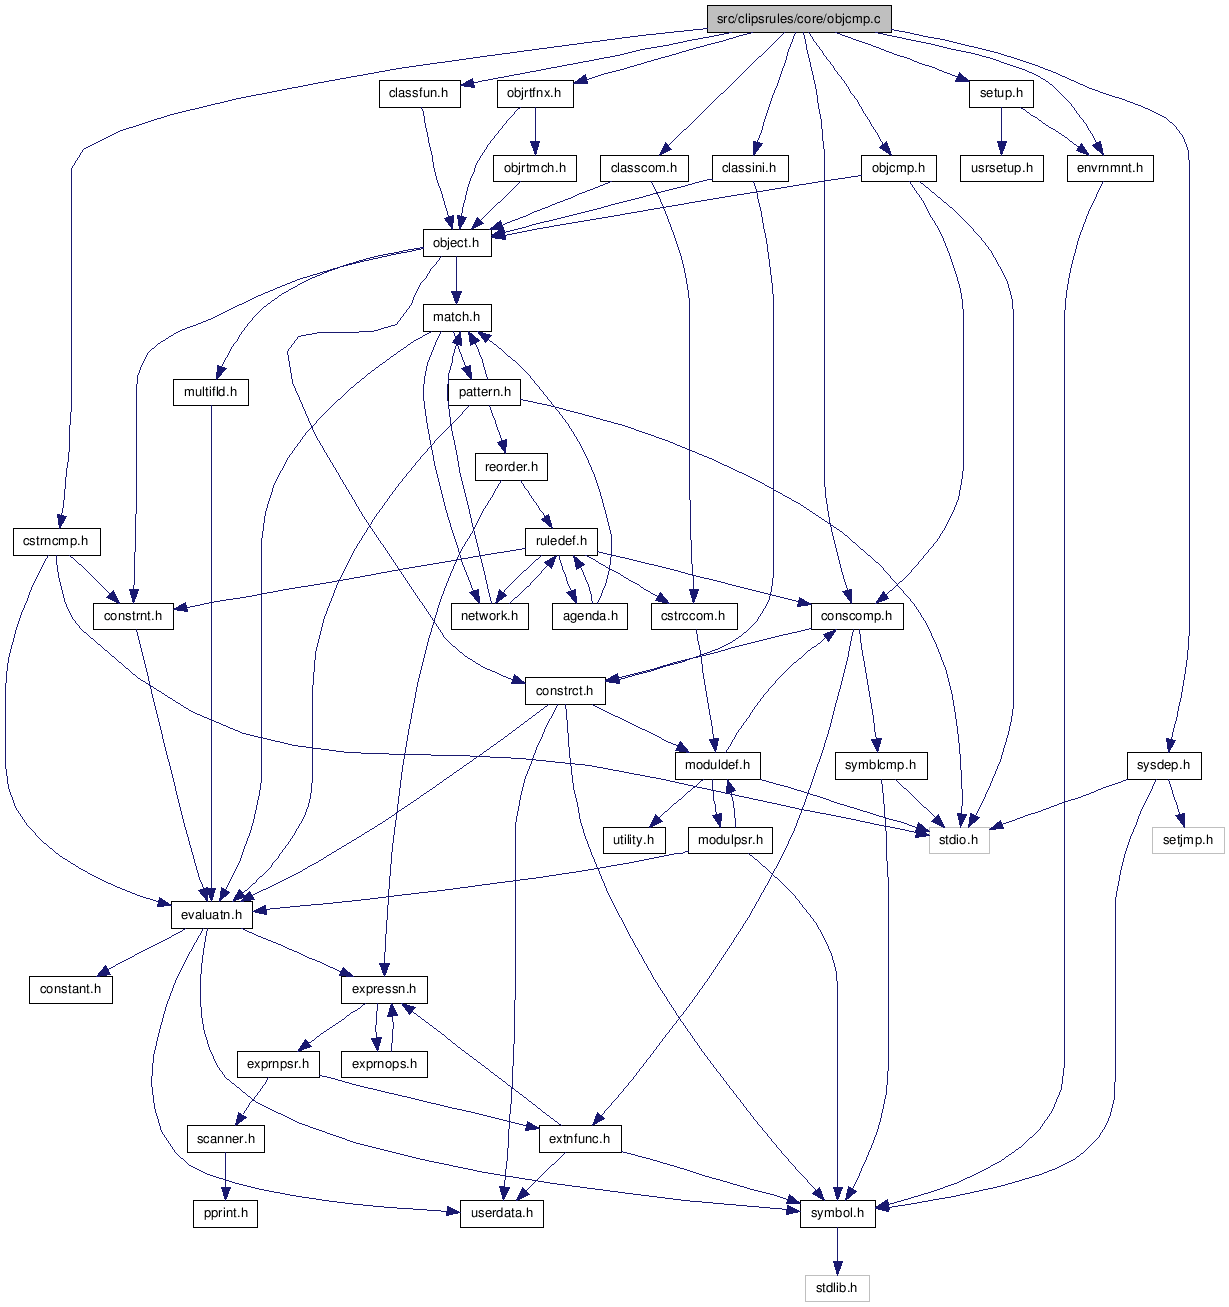 src/clipsrules/core/objcmp.c
classfun.h
objrtfnx.h
setup.h
objrtmch.h
classcom.h
classini.h
objcmp.h
usrsetup.h
envrnmnt.h
object.h
match.h
multifld.h
pattern.h
reorder.h
cstrncmp.h
ruledef.h
constrnt.h
network.h
agenda.h
cstrccom.h
conscomp.h
constrct.h
moduldef.h
symblcmp.h
sysdep.h
utility.h
modulpsr.h
stdio.h
setjmp.h
evaluatn.h
constant.h
expressn.h
exprnpsr.h
exprnops.h
scanner.h
extnfunc.h
pprint.h
userdata.h
symbol.h
stdlib.h